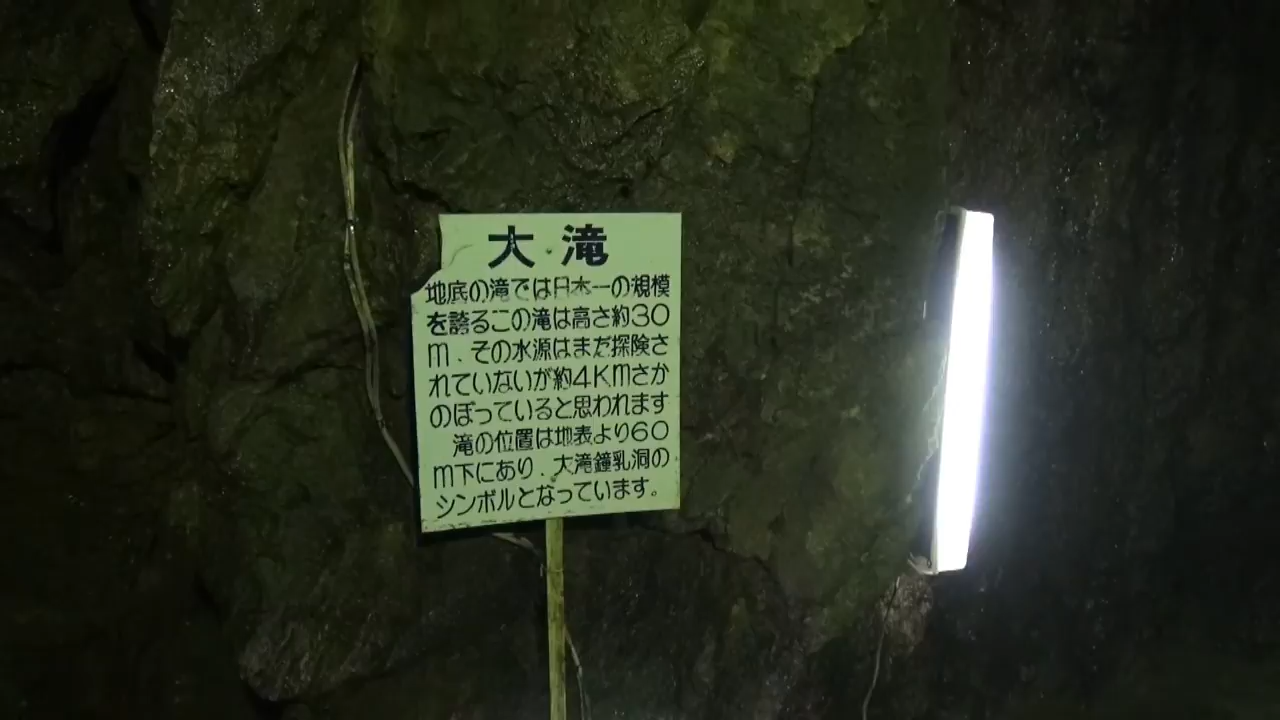 大滝
地底の滝では日本一の規模
を誇るこの滝は高さ約30
m．その水源はまだ探険さ
れていないが約4Kmさか
のぼっていると思われます
滝の位置は地表より60
m下にあり．大滝鐘乳洞の
シンボルとなっています。